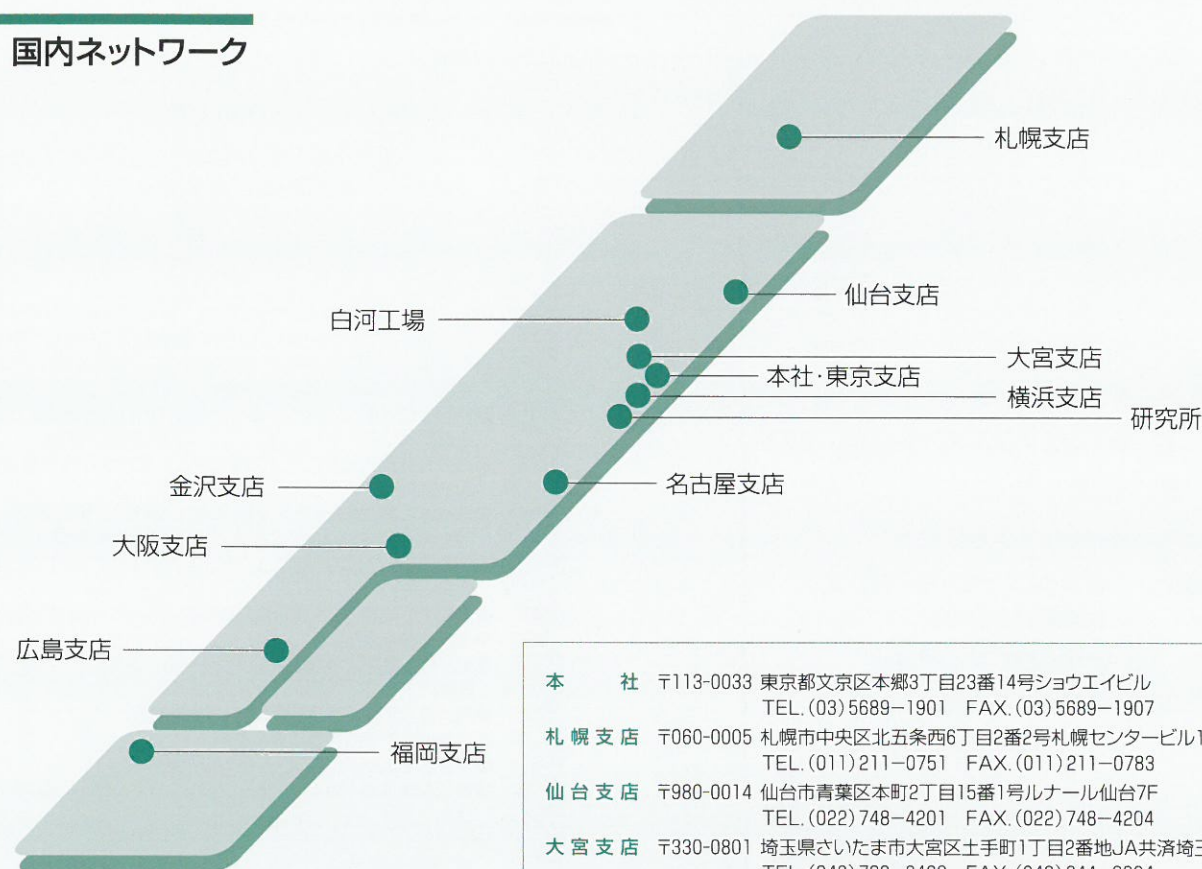 国内ネットワーク
札幌支店
仙台支店
白河工場
大宮支店
本社・東京支店
横浜支店
研究所
金沢支店
名古屋支店
大阪支店
広島支店
福岡支店
本社 〒113-0033 東京都文京区本郷3丁目23番14号ショウエイビル
TEL.(03)5689-1901 FAX.(03)5689-1907
札幌支店 〒060-0005 札幌市中央区北五条西6丁目2番2号札幌センタービル
TEL.(011)211-0751 FAX.(011)211-0783
仙台支店 〒980-0014 仙台市青葉区本町2丁目15番1号ルナール仙台7F
TEL.(022)748-4201 FAX.(022)748-4204
大宮支店 〒330-0801 埼玉県さいたま市大宮区土手町1丁目2番地JA共済埼玉